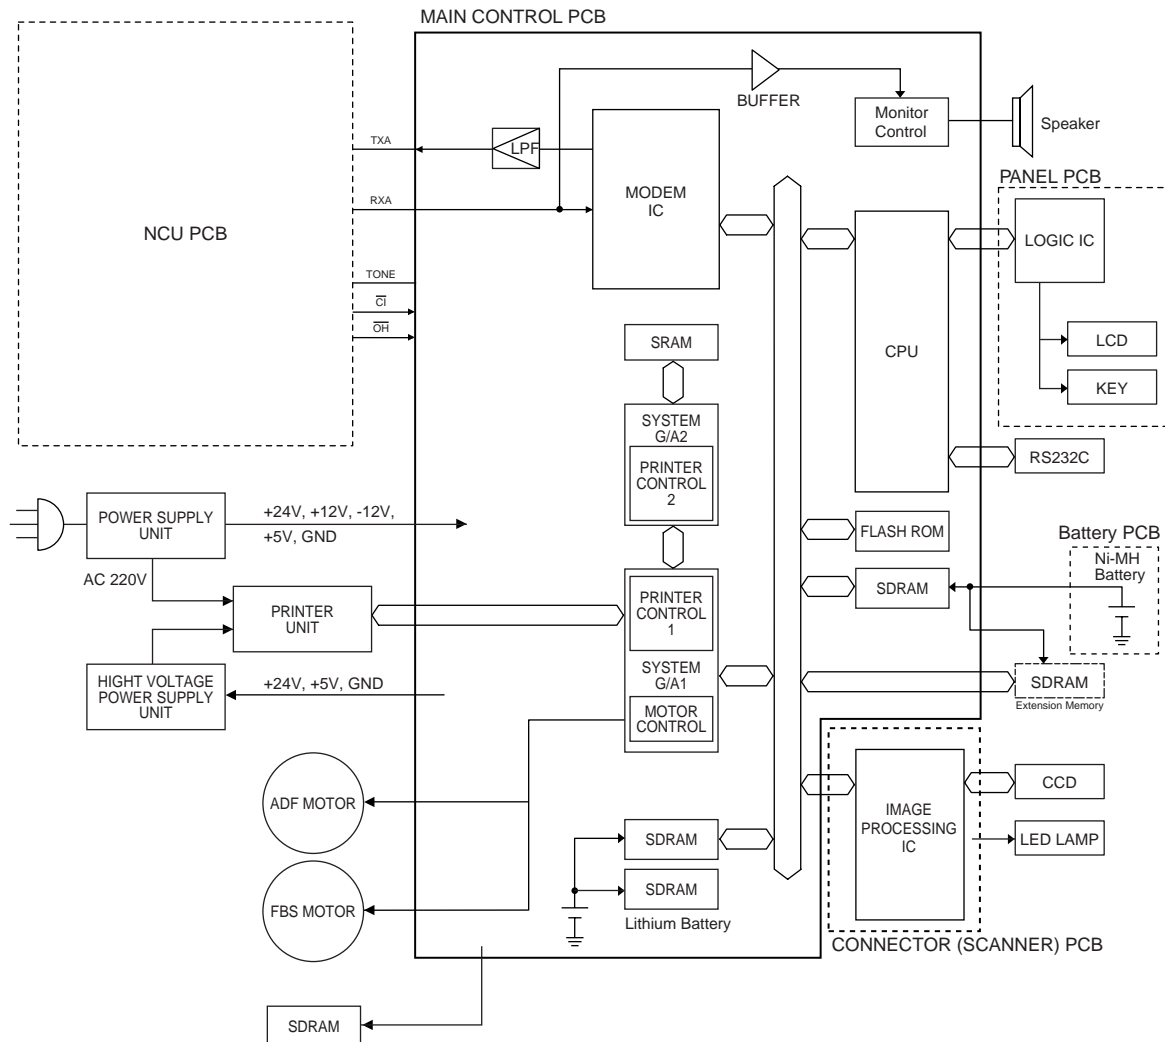 MAIN CONTROL PCB
BUFFER
Monitor
Control
Speaker
TXA
LPF
RXA
MODEM
IC
NCU PCB
TONE
CI
OH
PANEL PCB
LOGIC IC
LCD
KEY
CPU
RS232C
SRAM
SYSTEM
G/A2
PRINTER
CONTROL
2
POWER SUPPLY
UNIT
+24V, +12V, -12V,
+5V, GND
AC 220V
PRINTER
UNIT
HIGHT VOLTAGE
POWER SUPPLY
UNIT
+24V, +5V, GND
PRINTER
CONTROL
1
SYSTEM
G/A1
MOTOR
CONTROL
FLASH ROM
SDRAM
Battery PCB
Ni-MH
Battery
SDRAM
Extension Memory
ADF MOTOR
FBS MOTOR
SDRAM
SDRAM
Lithium Battery
IMAGE
PROCESSING
IC
CCD
LED LAMP
CONNECTOR (SCANNER) PCB
SDRAM